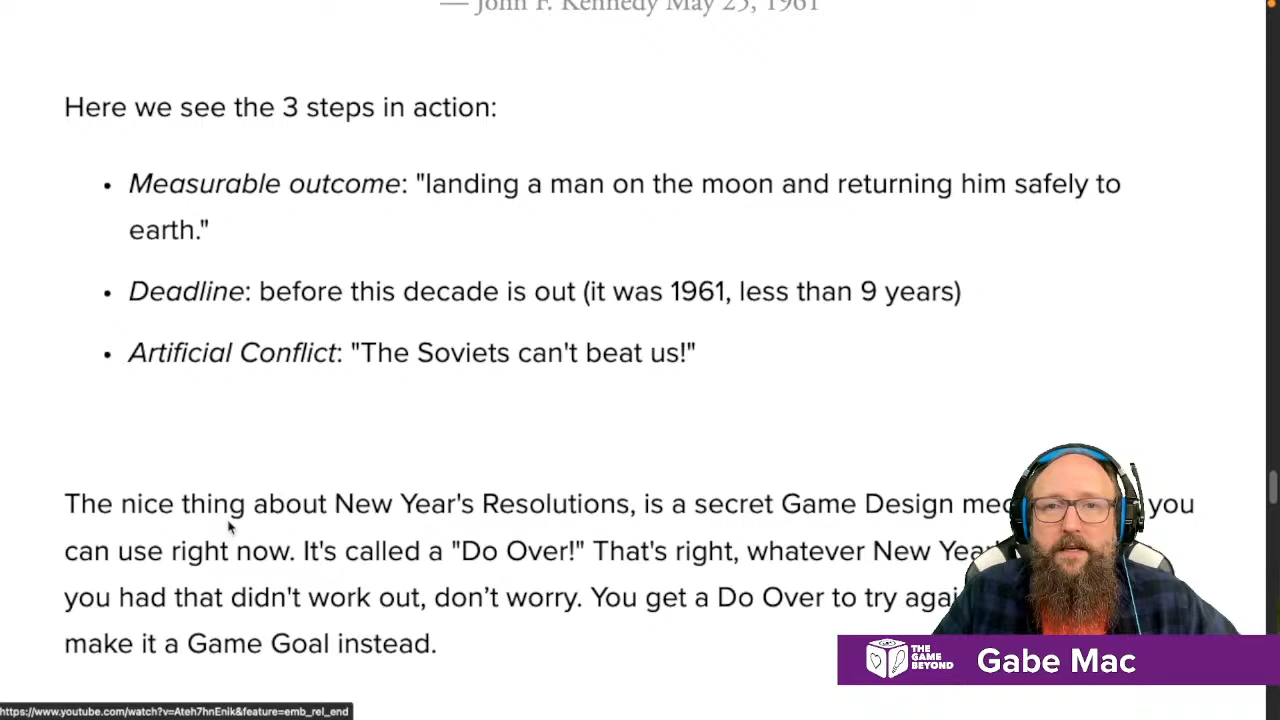 — John F. Kennedy May 25, 1961
Here we see the 3 steps in action:
• Measurable outcome: "landing a man on the moon and returning him safely to
earth."
• Deadline: before this decade is out (it was 1961, less than 9 years)
• Artificial Conflict: "The Soviets can't beat us!"
The nice thing about New Year's Resolutions, is a secret Game Design you
can use right now. It's called a "Do Over!" That's right, whatever New
you had that didn't work out, don’t worry. You get a Do Over to try
make it a Game Goal instead.
THE
GAME
BEYOND
Gabe Mac
https://www.youtube.com/watch?v=Ateh7hnEnik&feature=emb_rel_end